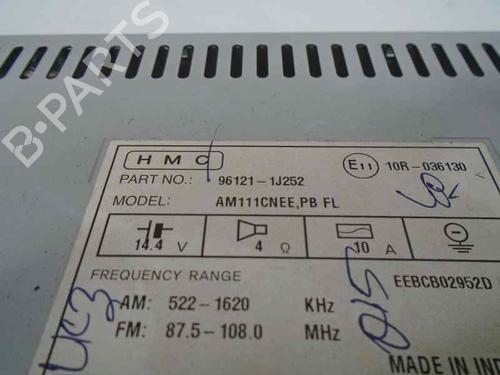 B-PARTS
HMC
E11 10R-036130
PART NO.: 96121-1J252
MODEL: AM111CNEE,PB FL
14.4 V 4 Ω 10 A
FREQUENCY RANGE
EEBCB02952D
AM: 522-1620 KHz
FM: 87.5-108.0 MHz
MADE IN IND
UK3